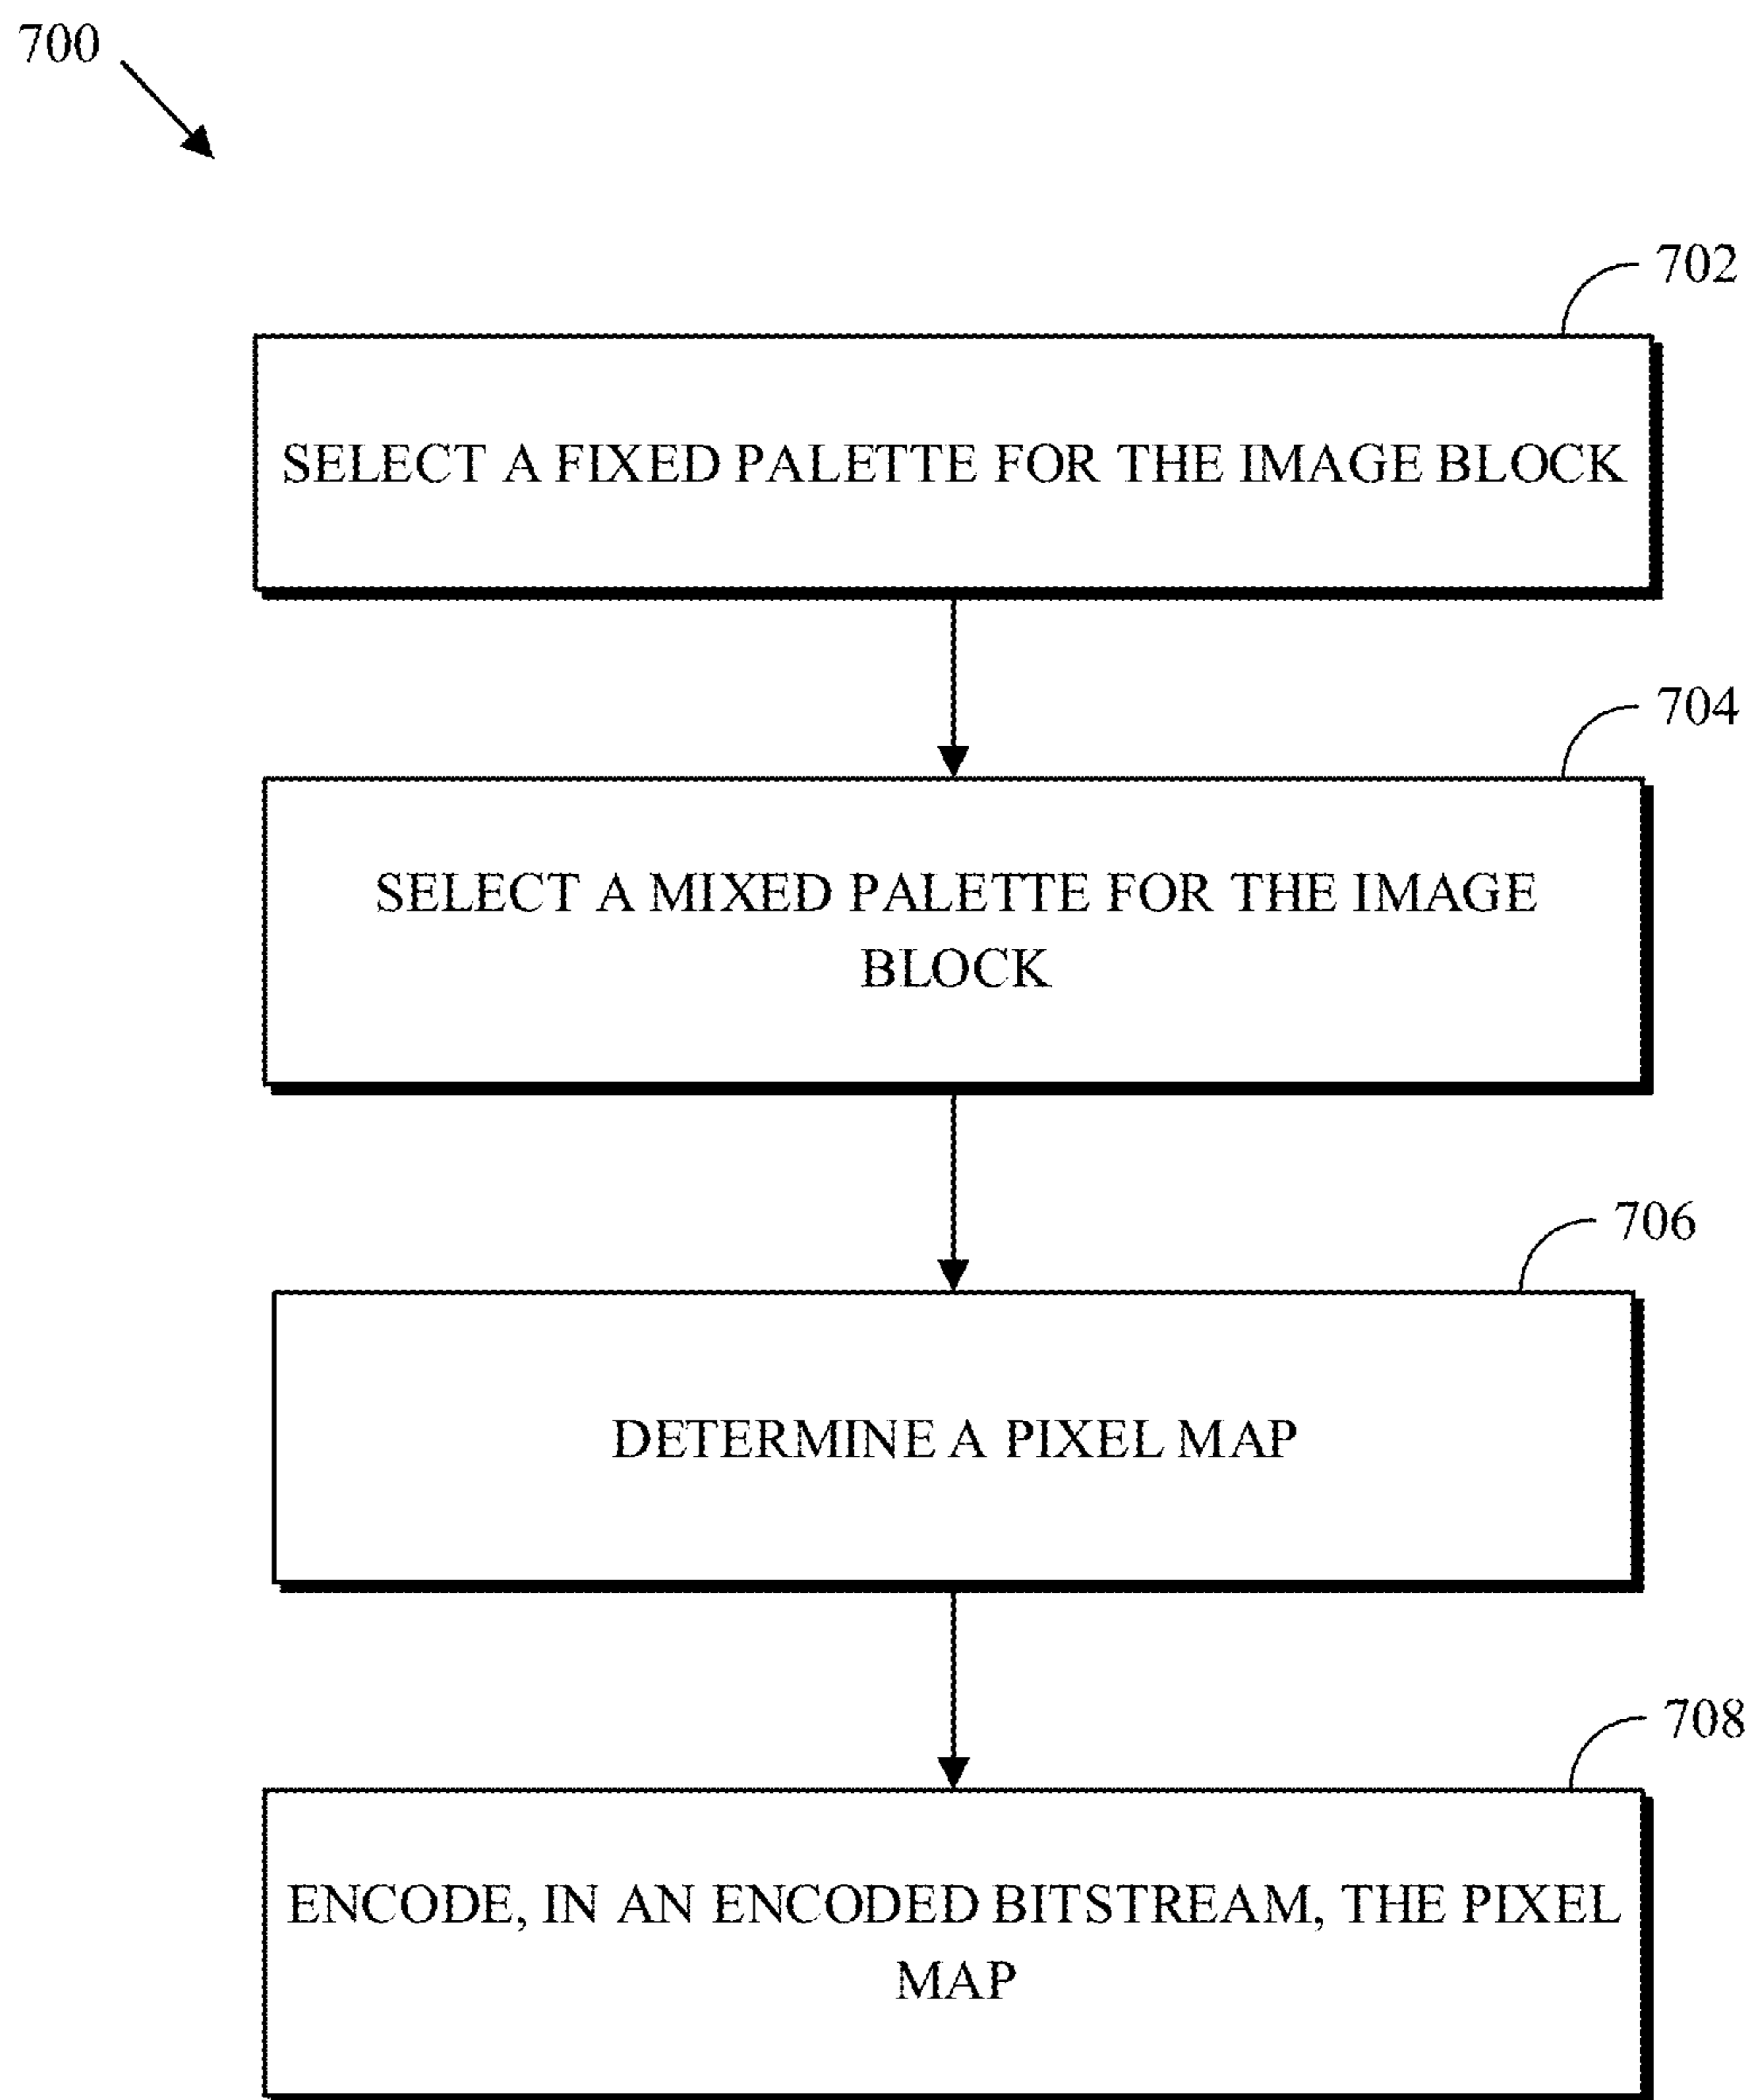 700
702
SELECT A FIXED PALETTE FOR THE IMAGE BLOCK
704
SELECT A MIXED PALETTE FOR THE IMAGE
BLOCK
706
DETERMINE A PIXEL MAP
708
ENCODE, IN AN ENCODED BITSTREAM, THE PIXEL
MAP